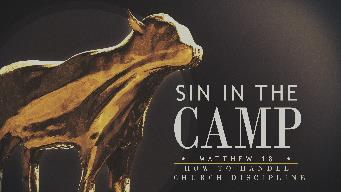 SIN IN THE
CAMP
• MATTHEW 18 •
HOW TO HANDLE
CHURCH DISCIPLINE